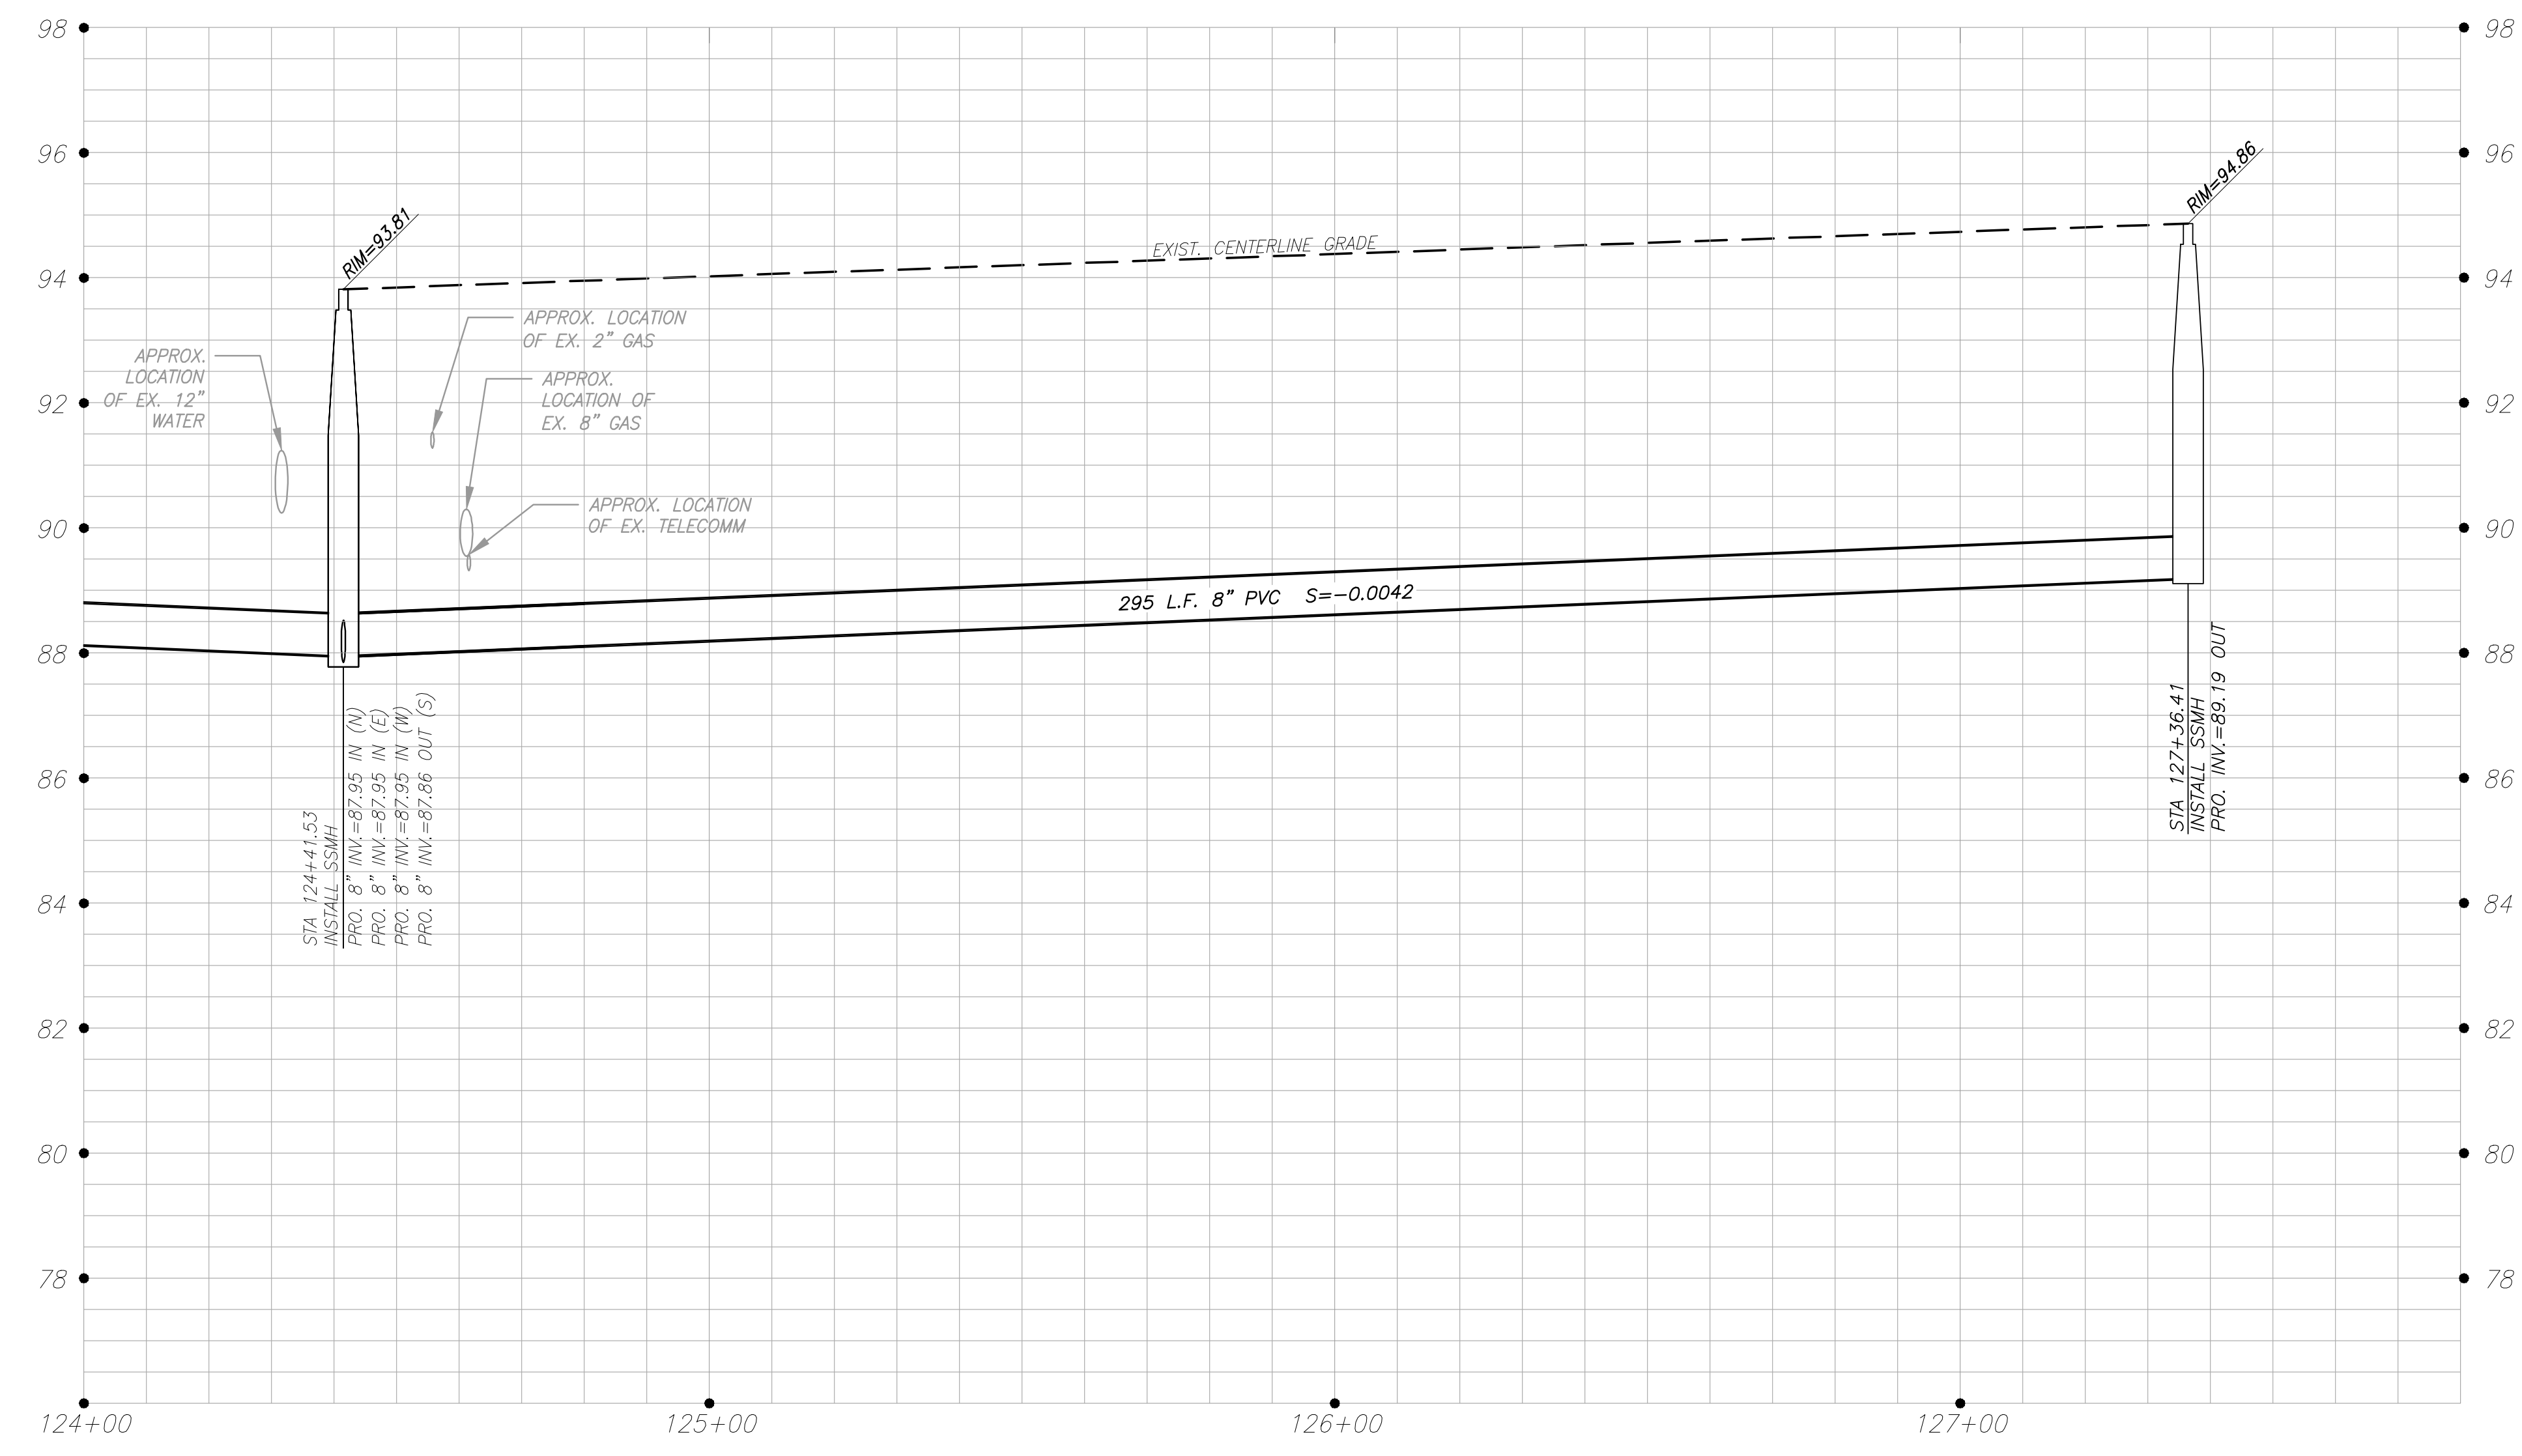 98
98
96
96
94
94
92
92
90
90
88
88
86
86
84
84
82
82
80
80
78
78
124+00
125+00
126+00
127+00
RIM=93.81
RIM=94.86
EXIST. CENTERLINE GRADE
APPROX.
LOCATION
OF EX. 12"
WATER
APPROX. LOCATION
OF EX. 2" GAS
APPROX.
LOCATION OF
EX. 8" GAS
APPROX. LOCATION
OF EX. TELECOMM
295 L.F. 8" PVC S=-0.0042
STA 124+41.53
INSTALL SSMH
PRO. 8" INV.=87.95 IN (N)
PRO. 8" INV.=87.95 IN (E)
PRO. 8" INV.=87.95 IN (W)
PRO. 8" INV.=87.86 OUT (S)
STA 127+36.41
INSTALL SSMH
PRO. INV.=89.19 OUT